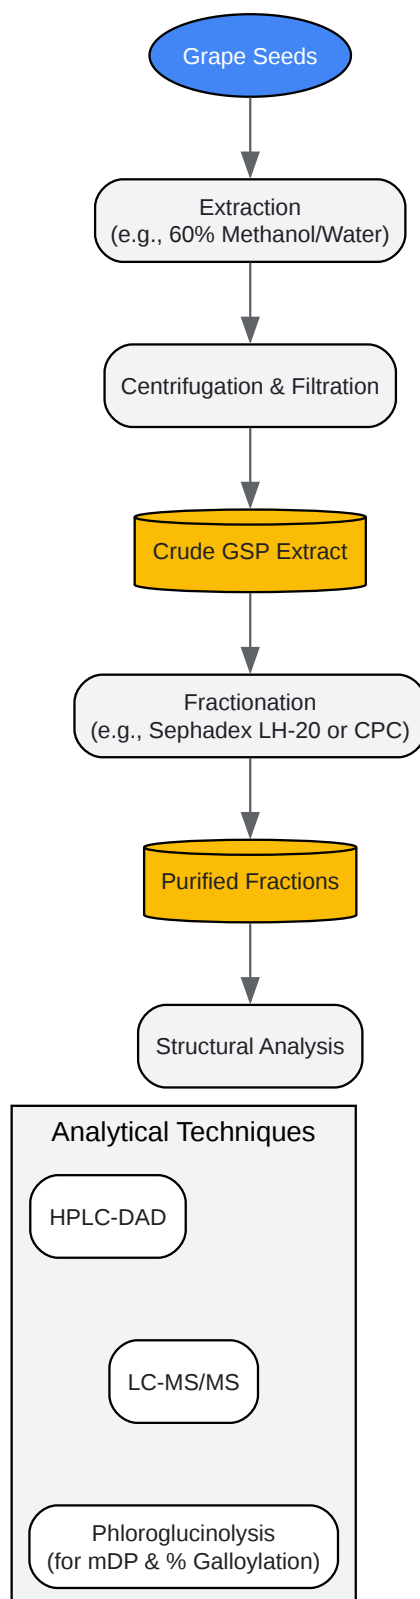 Grape Seeds
Extraction
(e.g., 60% Methanol/Water)
Centrifugation & Filtration
Crude GSP Extract
Fractionation
(e.g., Sephadex LH-20 or CPC)
Purified Fractions
Structural Analysis
Analytical Techniques
HPLC-DAD
LC-MS/MS
Phloroglucinolysis
(for mDP & % Galloylation)